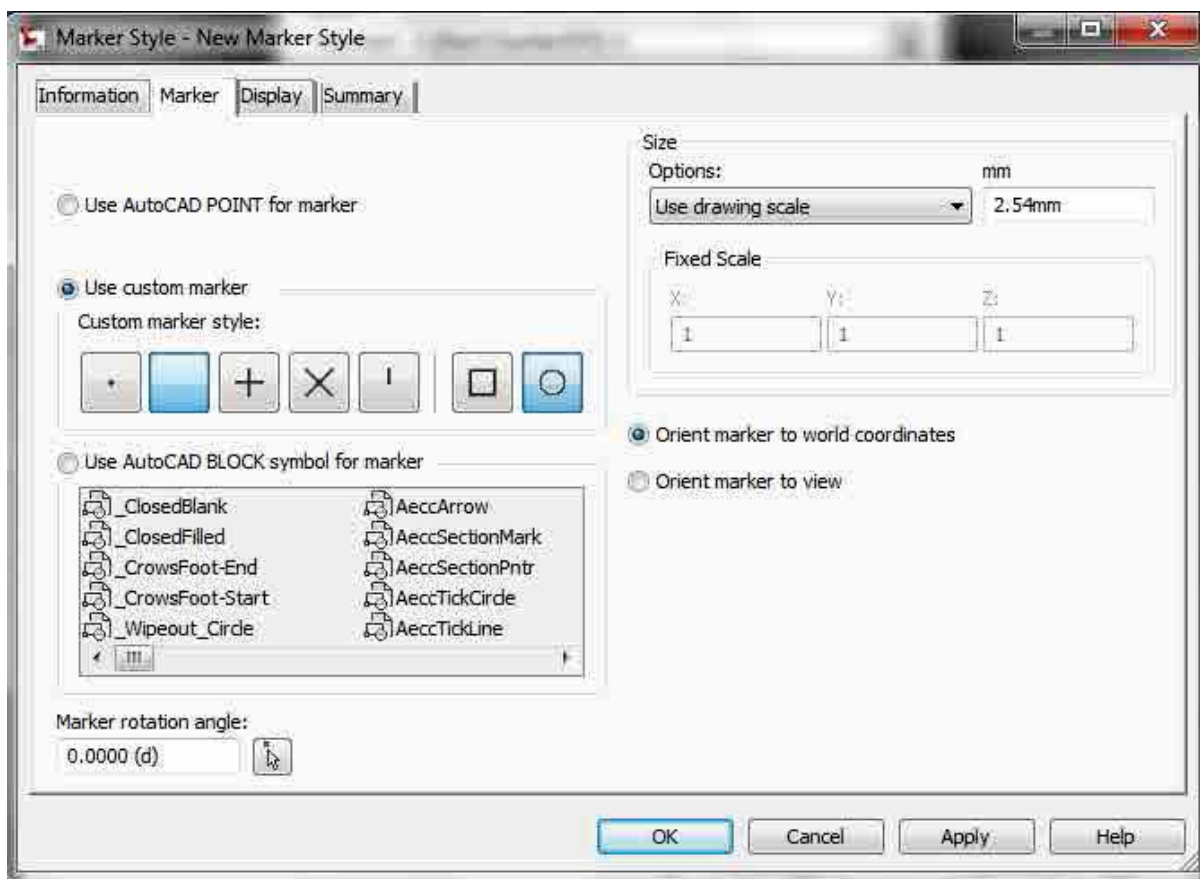 Marker Style - New Marker Style
Information Marker Display Summary
Use AutoCAD POINT for marker
Use custom marker
Custom marker style:
Use AutoCAD BLOCK symbol for marker
_ClosedBlank
_ClosedFilled
_CrowsFoot-End
_CrowsFoot-Start
_Wipeout_Circle
AeccArrow
AeccSectionMark
AeccSectionPntr
AeccTickCircle
AeccTickLine
Marker rotation angle:
0.0000 (d)
Size
Options: mm
Use drawing scale 2.54mm
Fixed Scale
X: Y: Z:
1 1 1
Orient marker to world coordinates
Orient marker to view
OK Cancel Apply Help